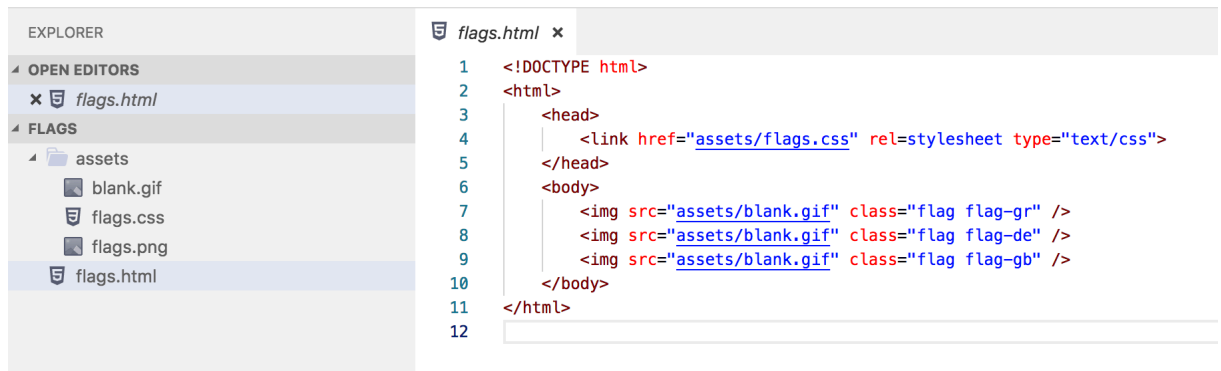 EXPLORER
OPEN EDITORS
flags.html
FLAGS
assets
blank.gif
flags.css
flags.png
flags.html
flags.html
1 <!DOCTYPE html>
2 <html>
3 <head>
4 <link href="assets/flags.css" rel=stylesheet type="text/css">
5 </head>
6 <body>
7 <img src="assets/blank.gif" class="flag flag-gr" />
8 <img src="assets/blank.gif" class="flag flag-de" />
9 <img src="assets/blank.gif" class="flag flag-gb" />
10 </body>
11 </html>
12